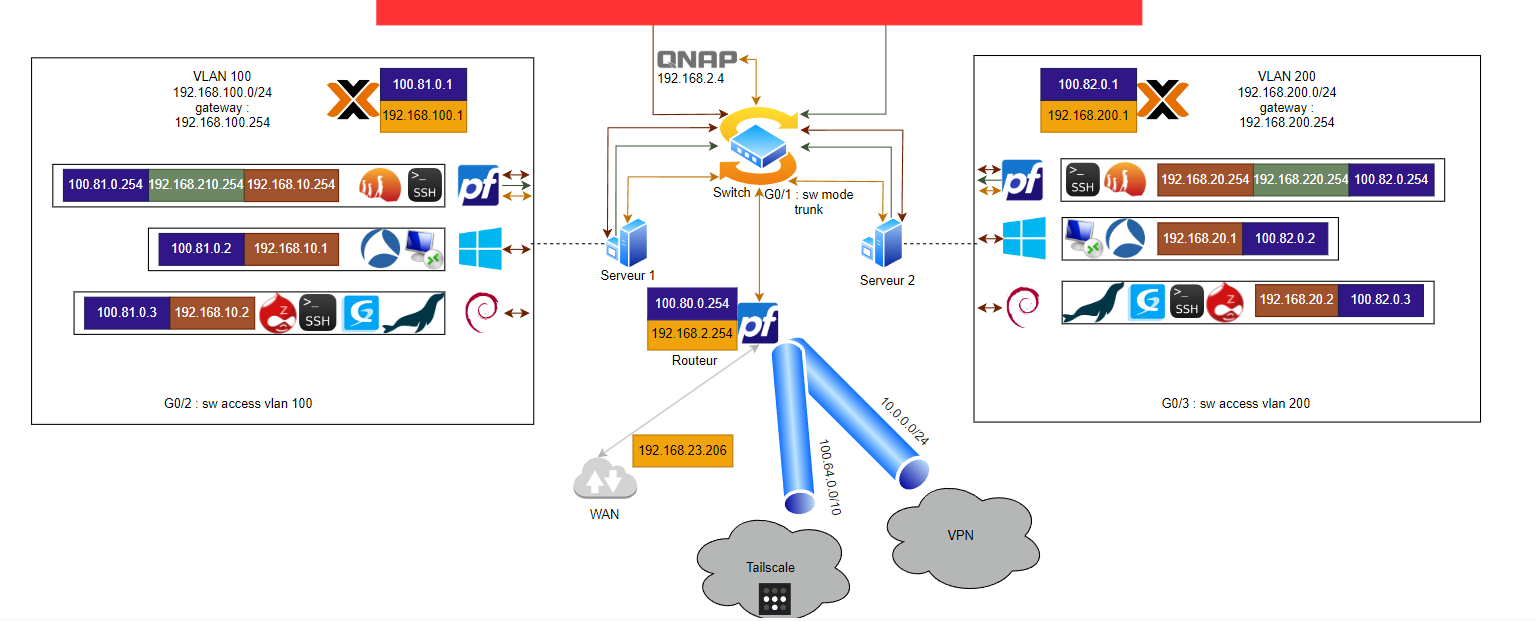 QNAP
192.168.2.4
VLAN 100
192.168.100.0/24
gateway :
192.168.100.254
100.81.0.1
192.168.100.1
100.81.0.254 192.168.210.254 192.168.10.254 >_ SSH pf
100.81.0.2 192.168.10.1
100.81.0.3 192.168.10.2 Z >_ SSH G2
G0/2 : sw access vlan 100
Switch
G0/1 : sw mode
trunk
Serveur 1
Serveur 2
100.80.0.254
192.168.2.254
pf
Routeur
192.168.23.206
WAN
100.64.0.0/10
10.0.0.0/24
Tailscale
VPN
100.82.0.1
192.168.200.1
VLAN 200
192.168.200.0/24
gateway :
192.168.200.254
pf >_ SSH 192.168.20.254 192.168.220.254 100.82.0.254
192.168.20.1 100.82.0.2
G2 >_ SSH Z 192.168.20.2 100.82.0.3
G0/3 : sw access vlan 200